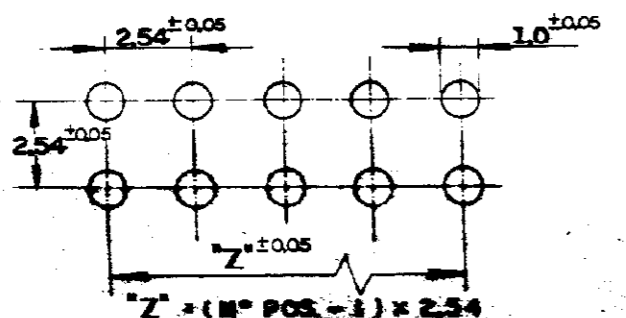 2.54 ±0.05
1.0 ±0.05
2.54 ±0.05
"Z" ±0.05
"Z" = (N° POS. - 1) x 2.54